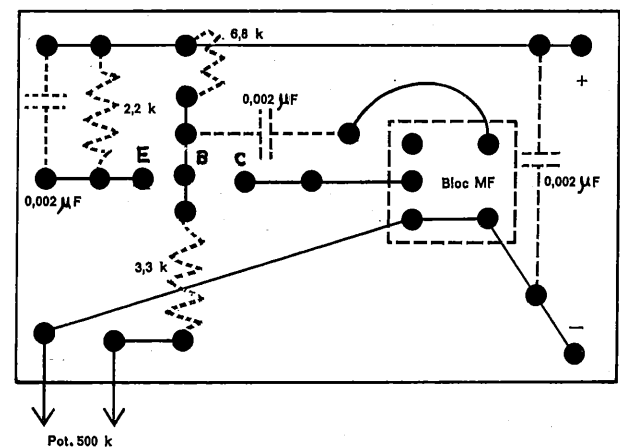 6,8 k
+
0,002 µF
2,2 k
E
B
C
Bloc MF
0,002 µF
0,002 µF
3,3 k
—
Pot. 500 k